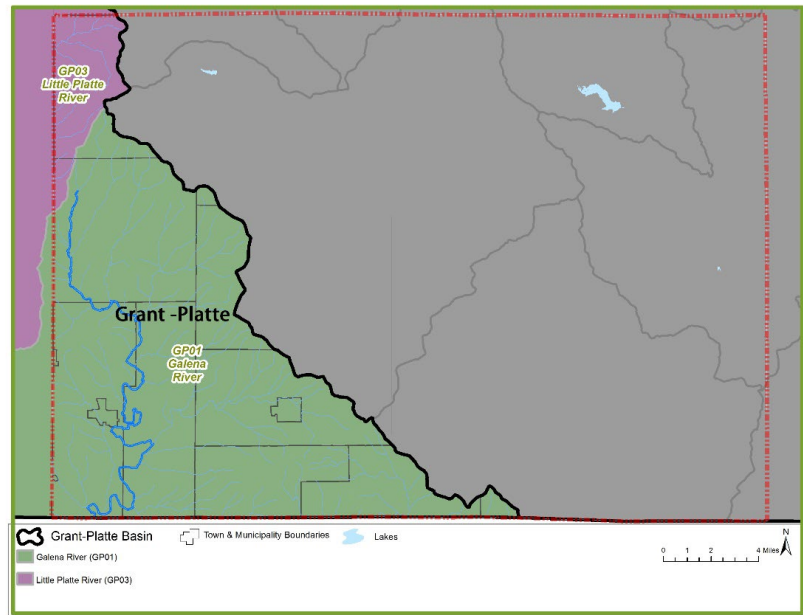 GP03
Little Platte
River
Grant -Platte
GP01
Galena
River
Grant-Platte Basin
Town & Municipality Boundaries
Lakes
Galena River (GP01)
Little Platte River (GP03)
0 1 2 4 Miles
N